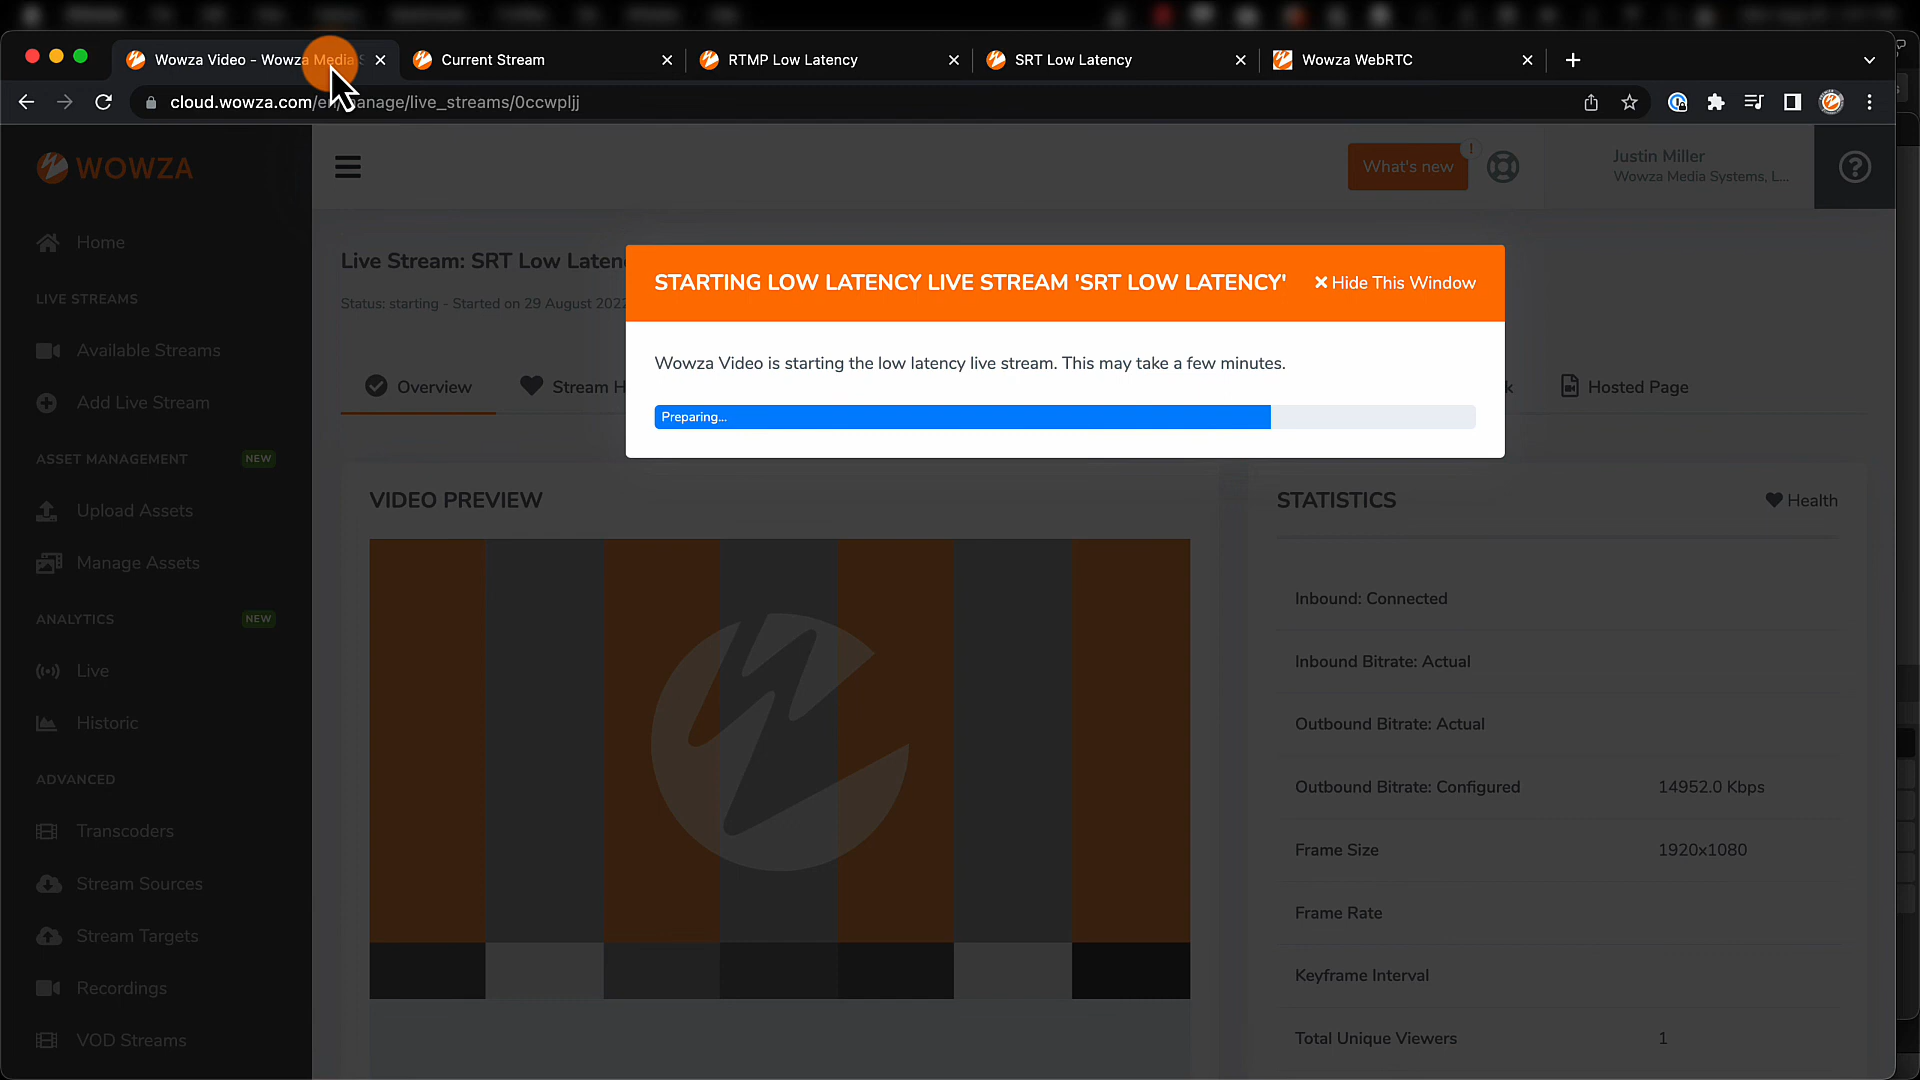 Wowza Video - Wowza Media S
Current Stream
RTMP Low Latency
SRT Low Latency
Wowza WebRTC
cloud.wowza.com/en/manage/live_streams/0ccwpljj
WOWZA
What's new
!
Justin Miller
Wowza Media Systems, L...
Home
LIVE STREAMS
Available Streams
Add Live Stream
ASSET MANAGEMENT NEW
Upload Assets
Manage Assets
ANALYTICS NEW
Live
Historic
ADVANCED
Transcoders
Stream Sources
Stream Targets
Recordings
VOD Streams
Live Stream: SRT Low Laten
Status: starting - Started on 29 August 2022
STARTING LOW LATENCY LIVE STREAM 'SRT LOW LATENCY'
Hide This Window
Wowza Video is starting the low latency live stream. This may take a few minutes.
Preparing...
Overview
Stream H
k
Hosted Page
VIDEO PREVIEW
STATISTICS
Health
Inbound: Connected
Inbound Bitrate: Actual
Outbound Bitrate: Actual
Outbound Bitrate: Configured 14952.0 Kbps
Frame Size 1920x1080
Frame Rate
Keyframe Interval
Total Unique Viewers 1